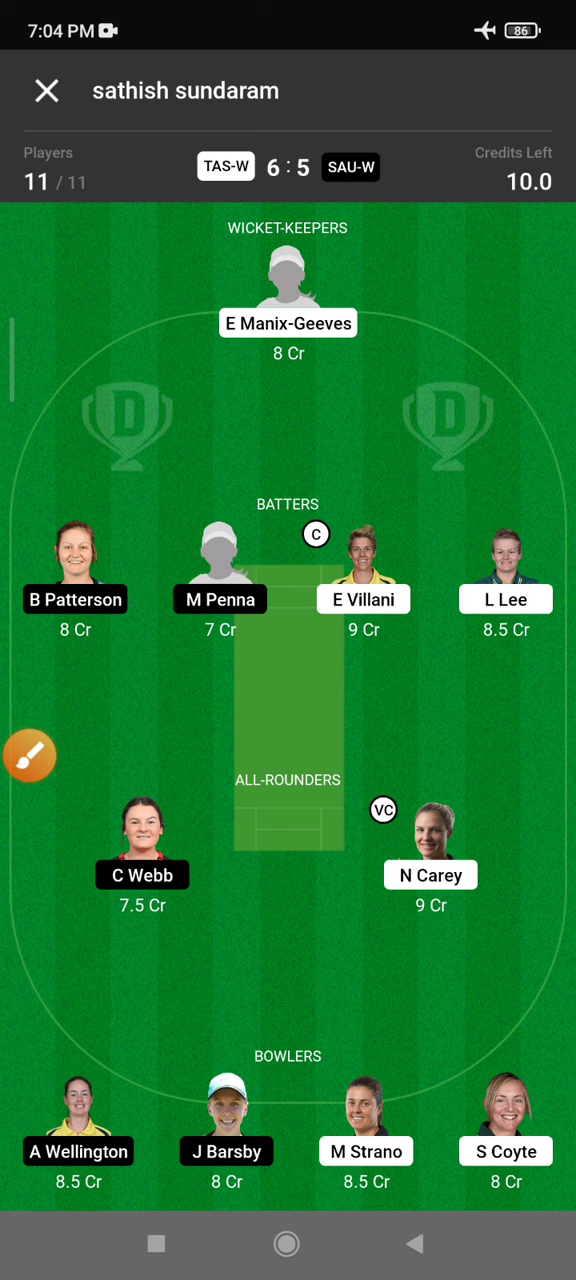 7:04 PM
86
sathish sundaram
Players
11 / 11
TAS-W 6 : 5 SAU-W
Credits Left
10.0
WICKET-KEEPERS
E Manix-Geeves
8 Cr
D D
BATTERS
C
B Patterson M Penna E Villani L Lee
8 Cr 7 Cr 9 Cr 8.5 Cr
ALL-ROUNDERS
VC
C Webb N Carey
7.5 Cr 9 Cr
BOWLERS
A Wellington J Barsby M Strano S Coyte
8.5 Cr 8 Cr 8.5 Cr 8 Cr